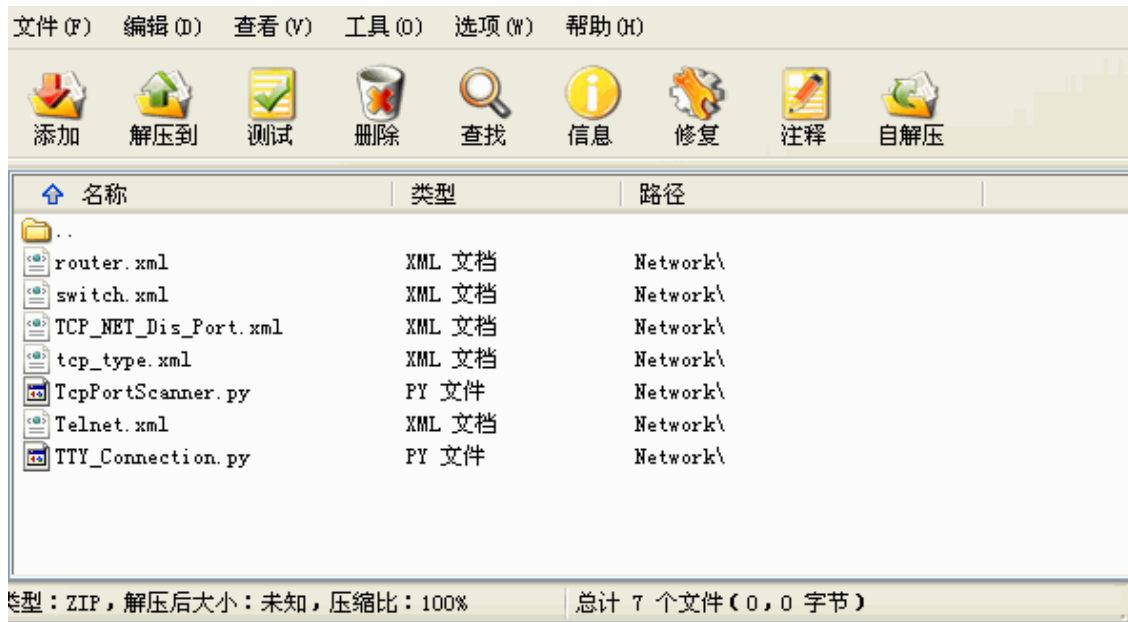 文件(F) 编辑(D) 查看(V) 工具(O) 选项(W) 帮助(H)
添加 解压到 测试 删除 查找 信息 修复 注释 自解压
名称 类型 路径
..
router.xml XML 文档 Network\
switch.xml XML 文档 Network\
TCP_NET_Dis_Port.xml XML 文档 Network\
tcp_type.xml XML 文档 Network\
TcpPortScanner.py PY 文件 Network\
Telnet.xml XML 文档 Network\
TTY_Connection.py PY 文件 Network\
类型：ZIP，解压后大小：未知，压缩比：100% 总计 7 个文件(0，0 字节)